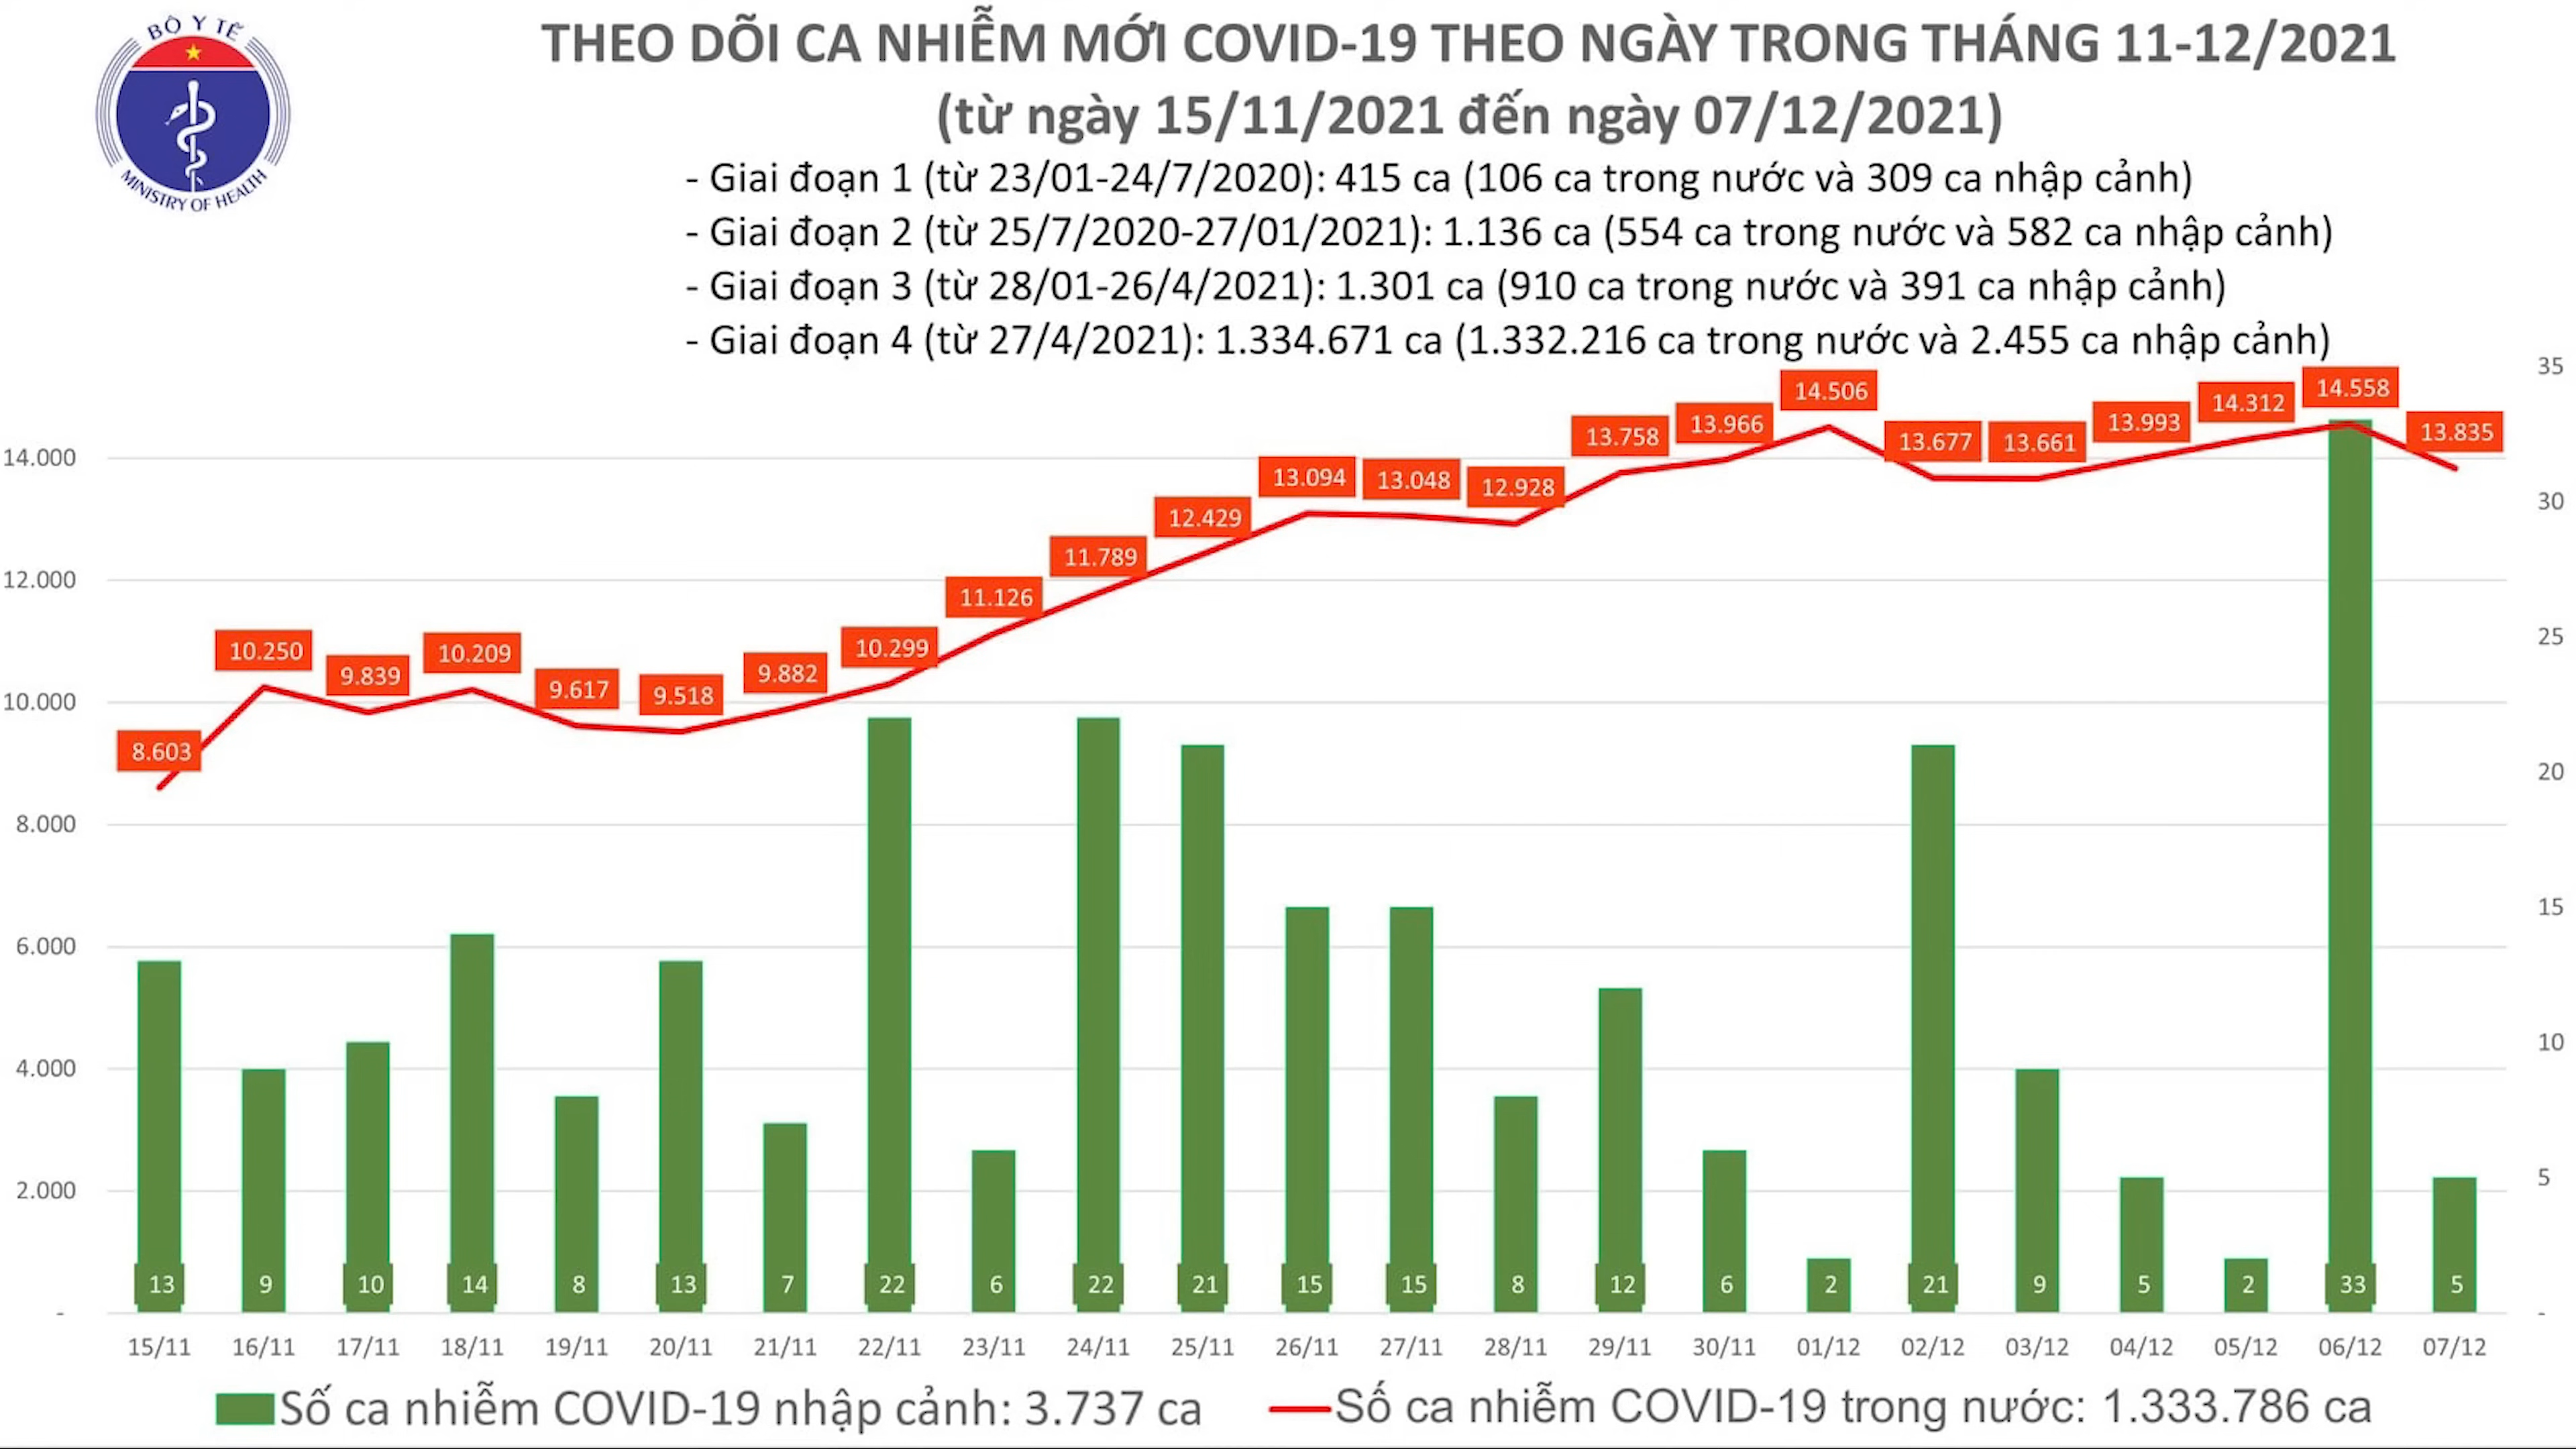 BỘ Y TẾ
MINISTRY OF HEALTH
THEO DÕI CA NHIỄM MỚI COVID-19 THEO NGÀY TRONG THÁNG 11-12/2021
(từ ngày 15/11/2021 đến ngày 07/12/2021)
- Giai đoạn 1 (từ 23/01-24/7/2020): 415 ca (106 ca trong nước và 309 ca nhập cảnh)
- Giai đoạn 2 (từ 25/7/2020-27/01/2021): 1.136 ca (554 ca trong nước và 582 ca nhập cảnh)
- Giai đoạn 3 (từ 28/01-26/4/2021): 1.301 ca (910 ca trong nước và 391 ca nhập cảnh)
- Giai đoạn 4 (từ 27/4/2021): 1.334.671 ca (1.332.216 ca trong nước và 2.455 ca nhập cảnh)
14.000
12.000
10.000
8.000
6.000
4.000
2.000
-
8.603 10.250 9.839 10.209 9.617 9.518 9.882 10.299 11.126 11.789 12.429 13.094 13.048 12.928 13.758 13.966 14.506 13.677 13.661 13.993 14.312 14.558 13.835
35
30
25
20
15
10
5
-
13 9 10 14 8 13 7 22 6 22 21 15 15 8 12 6 2 21 9 5 2 33 5
15/11 16/11 17/11 18/11 19/11 20/11 21/11 22/11 23/11 24/11 25/11 26/11 27/11 28/11 29/11 30/11 01/12 02/12 03/12 04/12 05/12 06/12 07/12
Số ca nhiễm COVID-19 nhập cảnh: 3.737 ca Số ca nhiễm COVID-19 trong nước: 1.333.786 ca